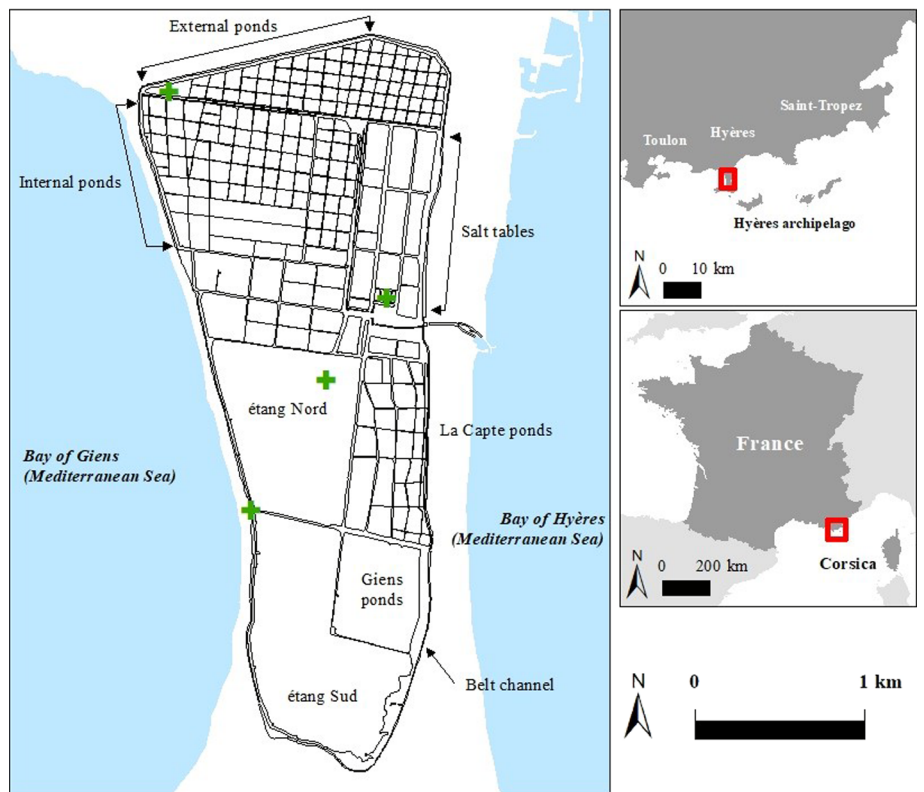 External ponds
Internal ponds
Salt tables
étang Nord
La Capte ponds
Bay of Giens
(Mediterranean Sea)
Bay of Hyères
(Mediterranean Sea)
Giens
ponds
étang Sud
Belt channel
Saint-Tropez
Hyères
Toulon
Hyères archipelago
N
0 10 km
France
Corsica
N
0 200 km
N
0 1 km